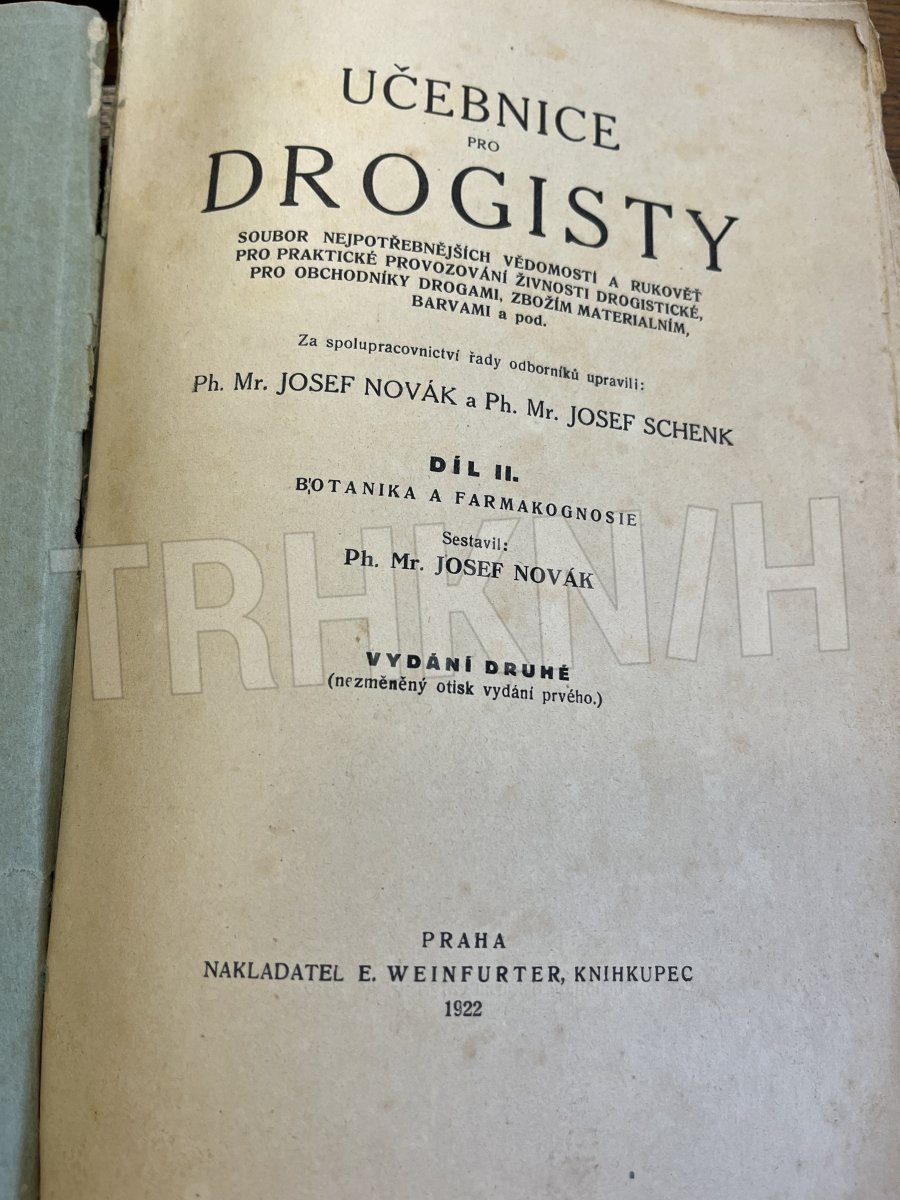 UČEBNICE
PRO
DROGISTY
SOUBOR NEJPOTŘEBNĚJŠÍCH VĚDOMOSTÍ A RUKOVĚŤ
PRO PRAKTICKÉ PROVOZOVÁNÍ ŽIVNOSTI DROGISTICKÉ,
PRO OBCHODNÍKY DROGAMI, ZBOŽÍM MATERIALNÍM,
BARVAMI a pod.
Za spolupracovnictví řady odborníků upravili:
Ph. Mr. JOSEF NOVÁK a Ph. Mr. JOSEF SCHENK
DÍL II.
BOTANIKA A FARMAKOGNOSIE
Sestavil:
Ph. Mr. JOSEF NOVÁK
TRHKNIH
VYDÁNÍ DRUHÉ
(nezměněný otisk vydání prvého.)
PRAHA
NAKLADATEL E. WEINFURTER, KNIHKUPEC
1922